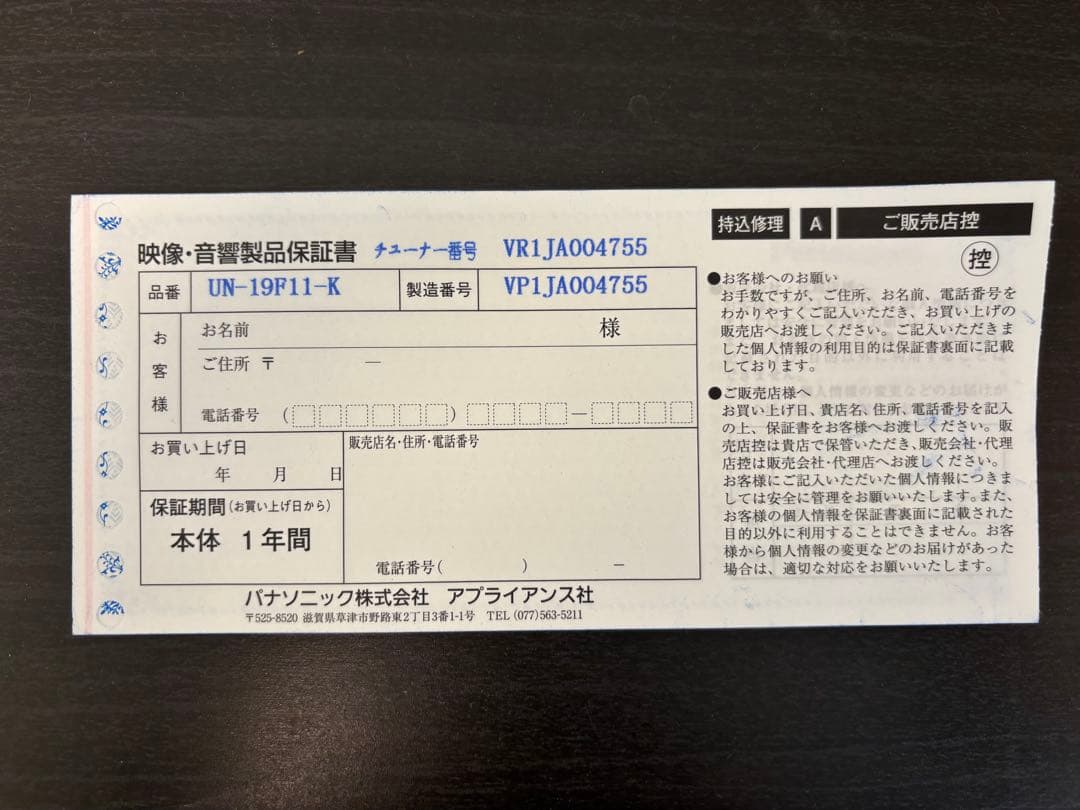 持込修理 A ご販売店控
映像・音響製品保証書 チューナー番号 VR1JA004755
控
品番 UN-19F11-K 製造番号 VP1JA004755
お客様
お名前 様
ご住所 〒 ー
電話番号 ( ) ー
お買い上げ日
年 月 日
保証期間(お買い上げ日から)
本体 1年間
販売店名・住所・電話番号
電話番号( ) ー
パナソニック株式会社 アプライアンス社
〒525-8520 滋賀県草津市野路東2丁目3番1-1号 TEL (077)563-5211
●お客様へのお願い
お手数ですが、ご住所、お名前、電話番号を
わかりやすくご記入いただき、お買い上げの
販売店へお渡しください。ご記入いただきま
した個人情報の利用目的は保証書裏面に記載
しております。
●ご販売店様へ
お買い上げ日、貴店名、住所、電話番号を記入
の上、保証書をお客様へお渡しください。販
売店控は貴店で保管いただき、販売会社・代理
店控は販売会社・代理店へお渡しください。
お客様にご記入いただいた個人情報につきま
しては安全に管理をお願いいたします。また、
お客様の個人情報を保証書裏面に記載された
目的以外に利用することはできません。お客
様から個人情報の変更などのお届けがあった
場合は、適切な対応をお願いいたします。